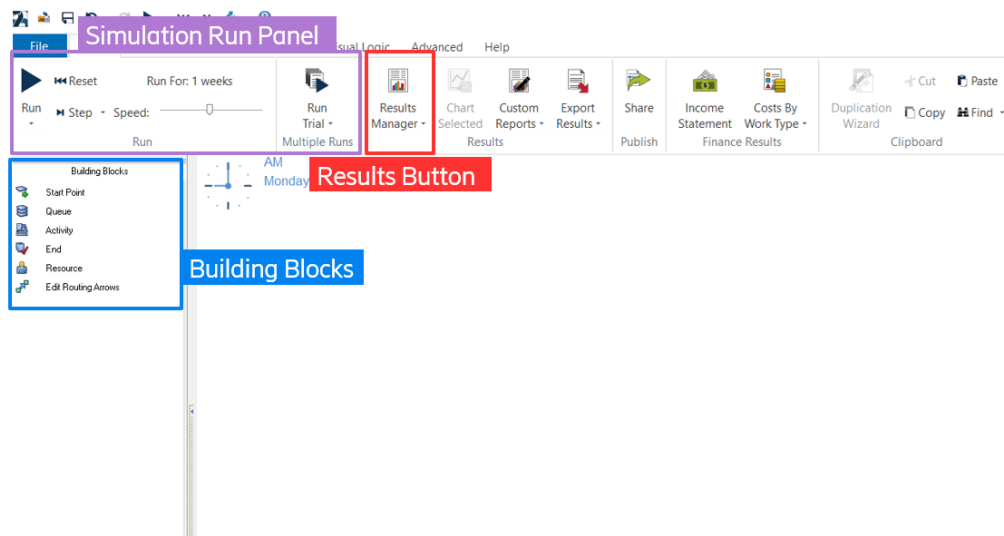 Simulation Run Panel
File Visual Logic Advanced Help
Reset Run For: 1 weeks
Run Step Speed:
Run
Run Trial
Multiple Runs
Results Manager
Chart Selected
Custom Reports
Export Results
Results
Share
Publish
Income Statement
Costs By Work Type
Finance Results
Duplication Wizard
Cut
Copy
Paste
Find
Clipboard
Building Blocks
Start Point
Queue
Activity
End
Resource
Edit Routing Arrows
AM
Monday
Results Button
Building Blocks